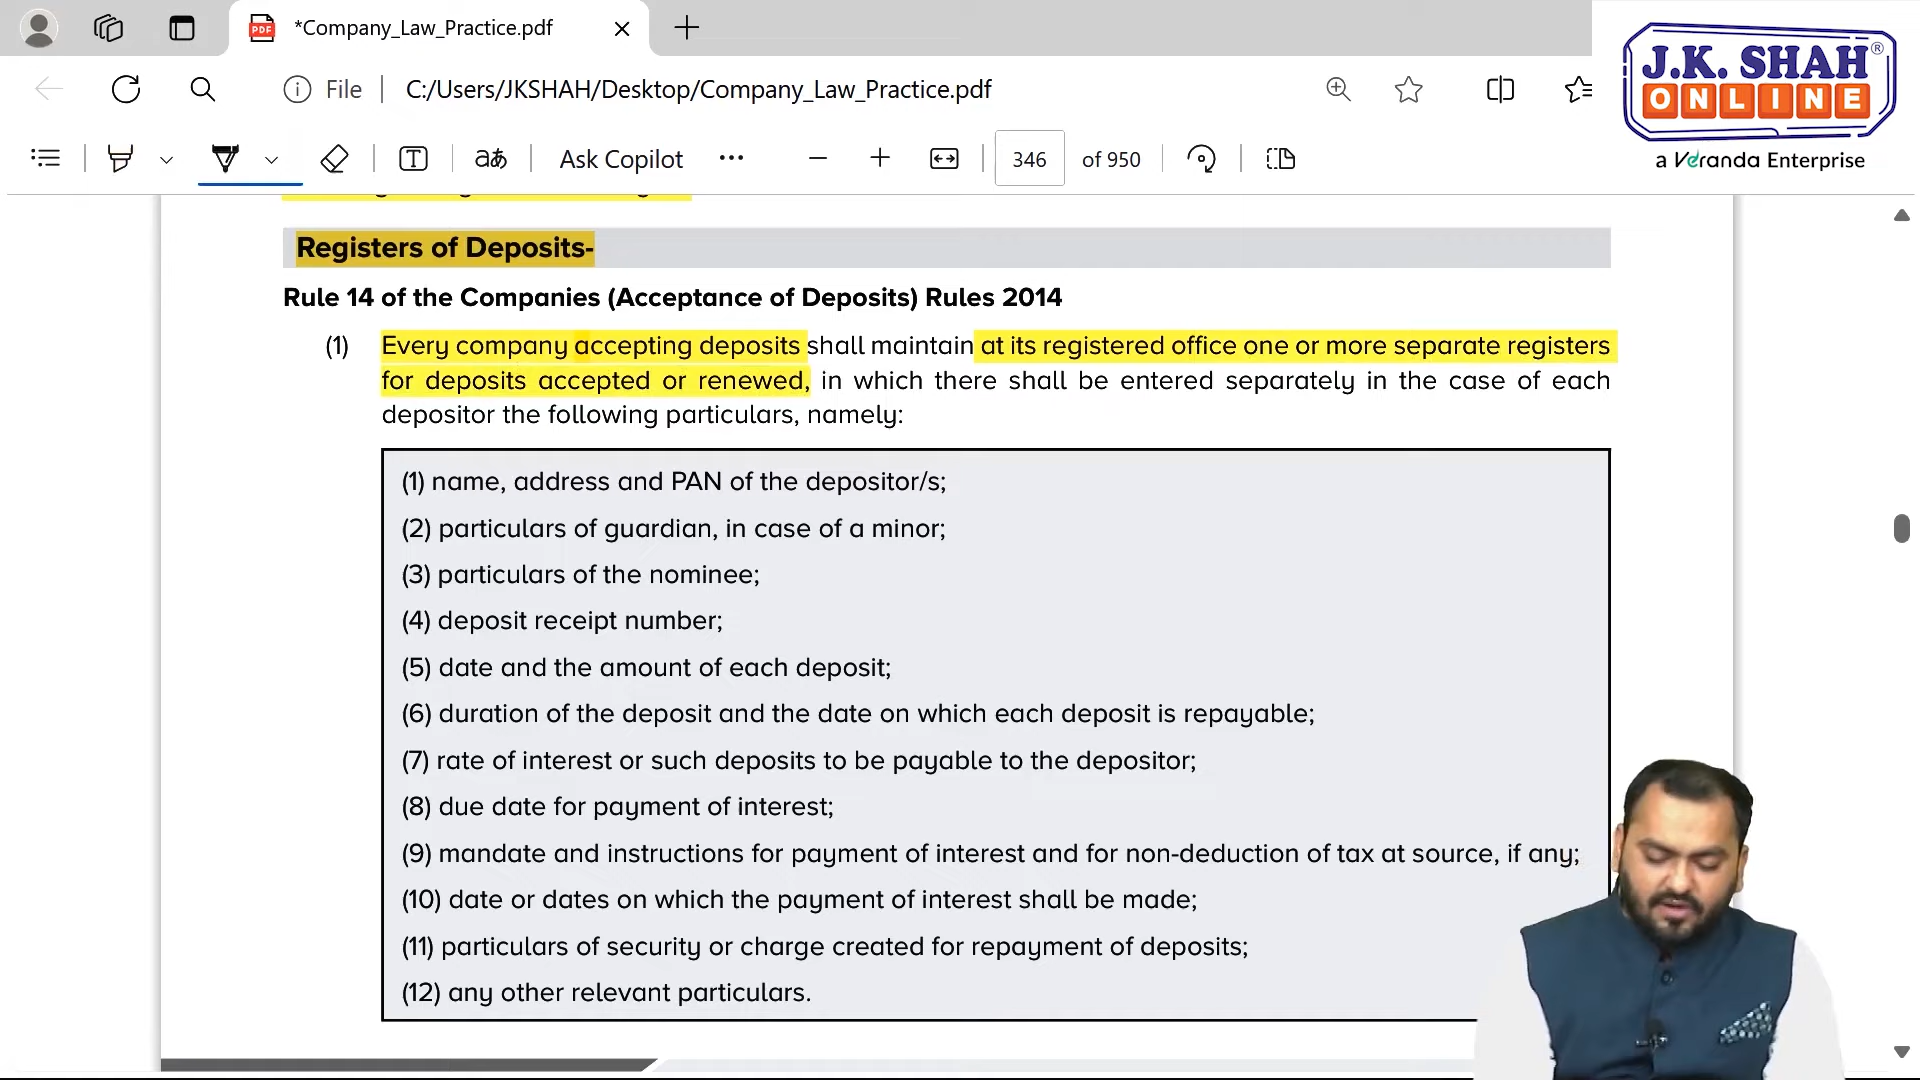 *Company_Law_Practice.pdf
File
C:/Users/JKSHAH/Desktop/Company_Law_Practice.pdf
J.K. SHAH®
ONLINE
a Veranda Enterprise
PDF
T
aあ
Ask Copilot
346
of 950
Registers of Deposits-
Rule 14 of the Companies (Acceptance of Deposits) Rules 2014
(1) Every company accepting deposits shall maintain at its registered office one or more separate registers
for deposits accepted or renewed, in which there shall be entered separately in the case of each
depositor the following particulars, namely:
(1) name, address and PAN of the depositor/s;
(2) particulars of guardian, in case of a minor;
(3) particulars of the nominee;
(4) deposit receipt number;
(5) date and the amount of each deposit;
(6) duration of the deposit and the date on which each deposit is repayable;
(7) rate of interest or such deposits to be payable to the depositor;
(8) due date for payment of interest;
(9) mandate and instructions for payment of interest and for non-deduction of tax at source, if any;
(10) date or dates on which the payment of interest shall be made;
(11) particulars of security or charge created for repayment of deposits;
(12) any other relevant particulars.